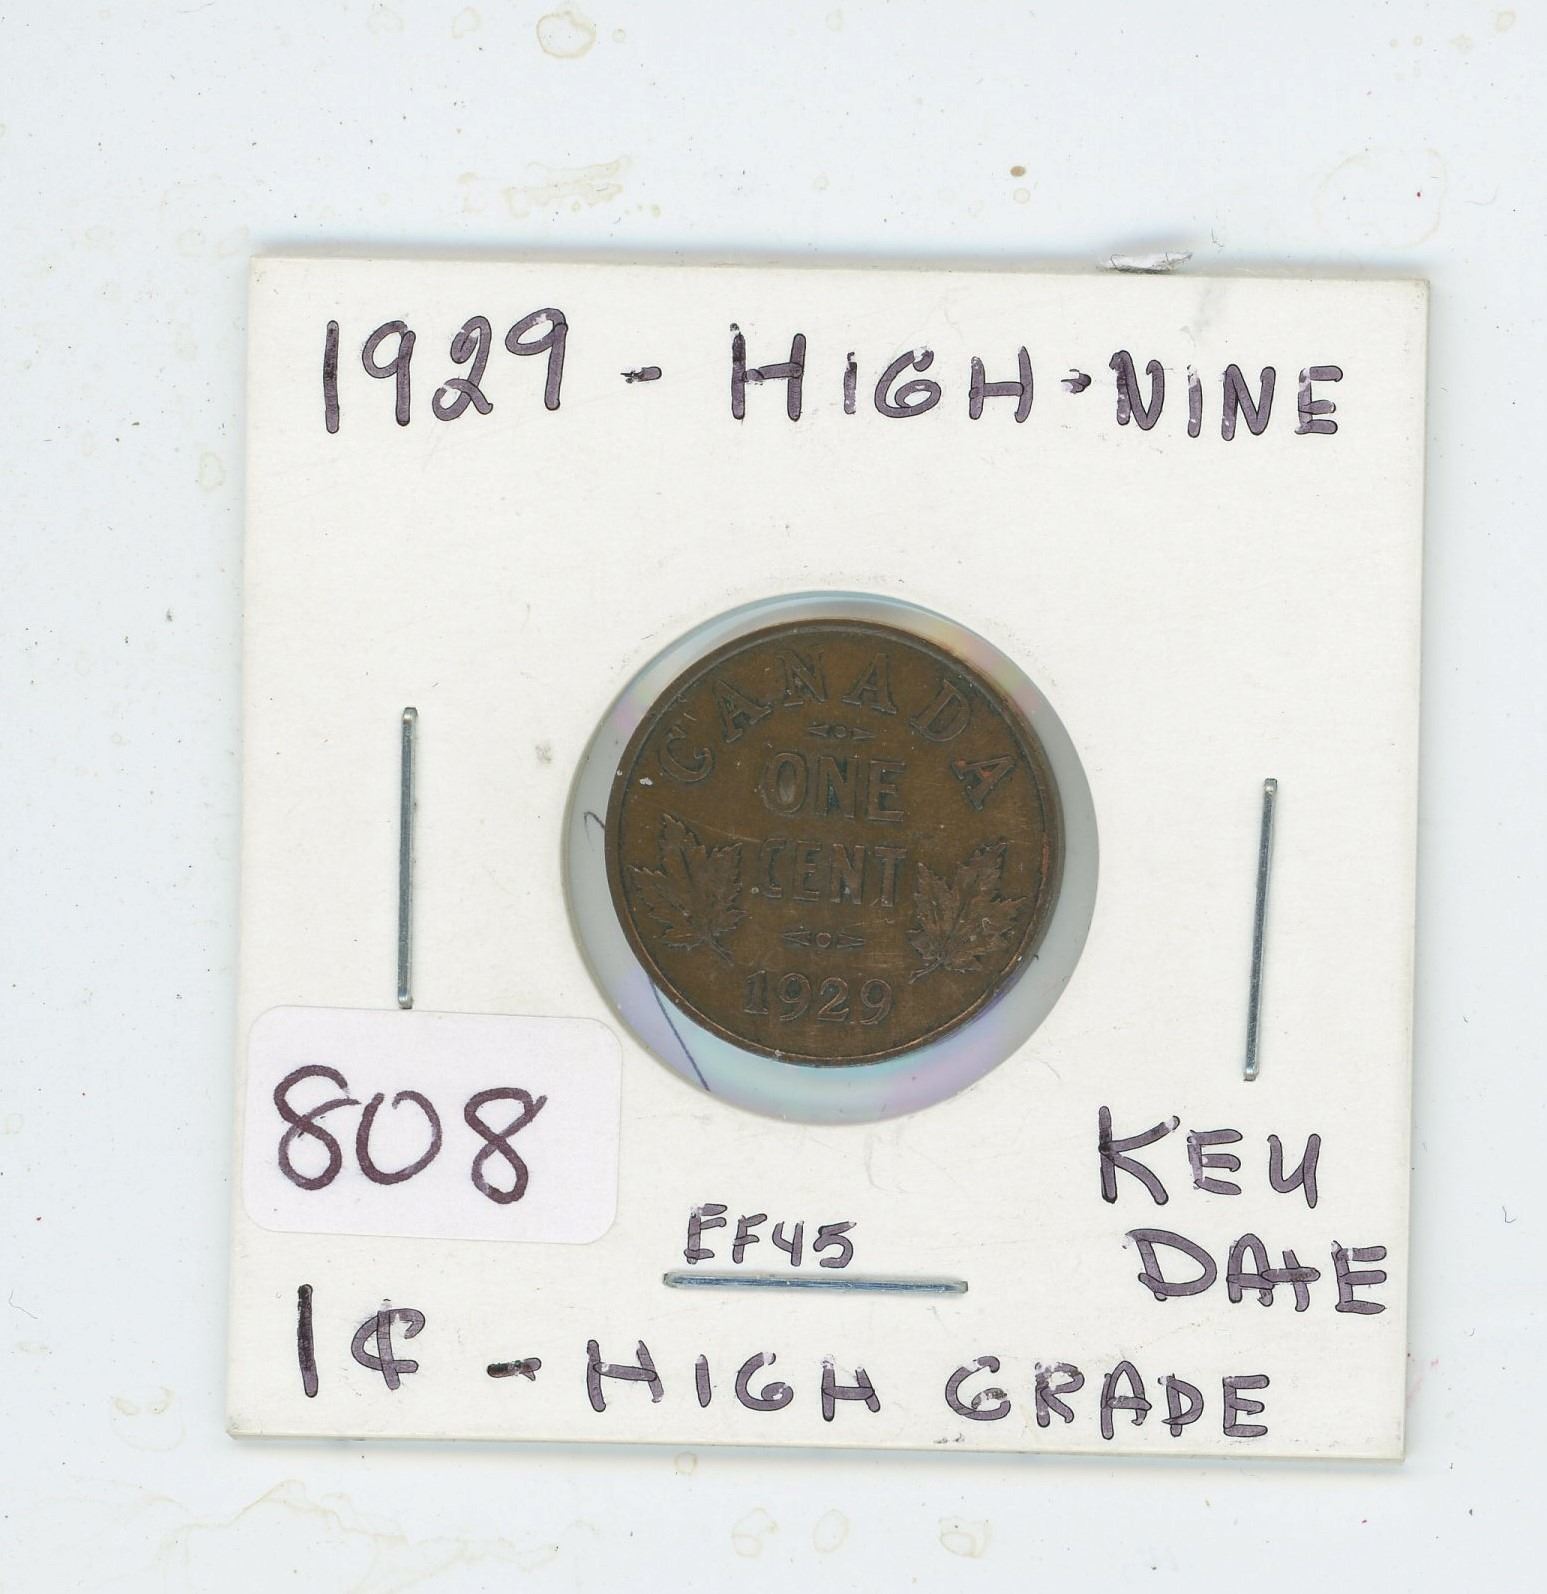 1929 - HIGH-NINE
CANADA
ONE
CENT
1929
808
KEY
DATE
EF45
1¢ - HIGH GRADE